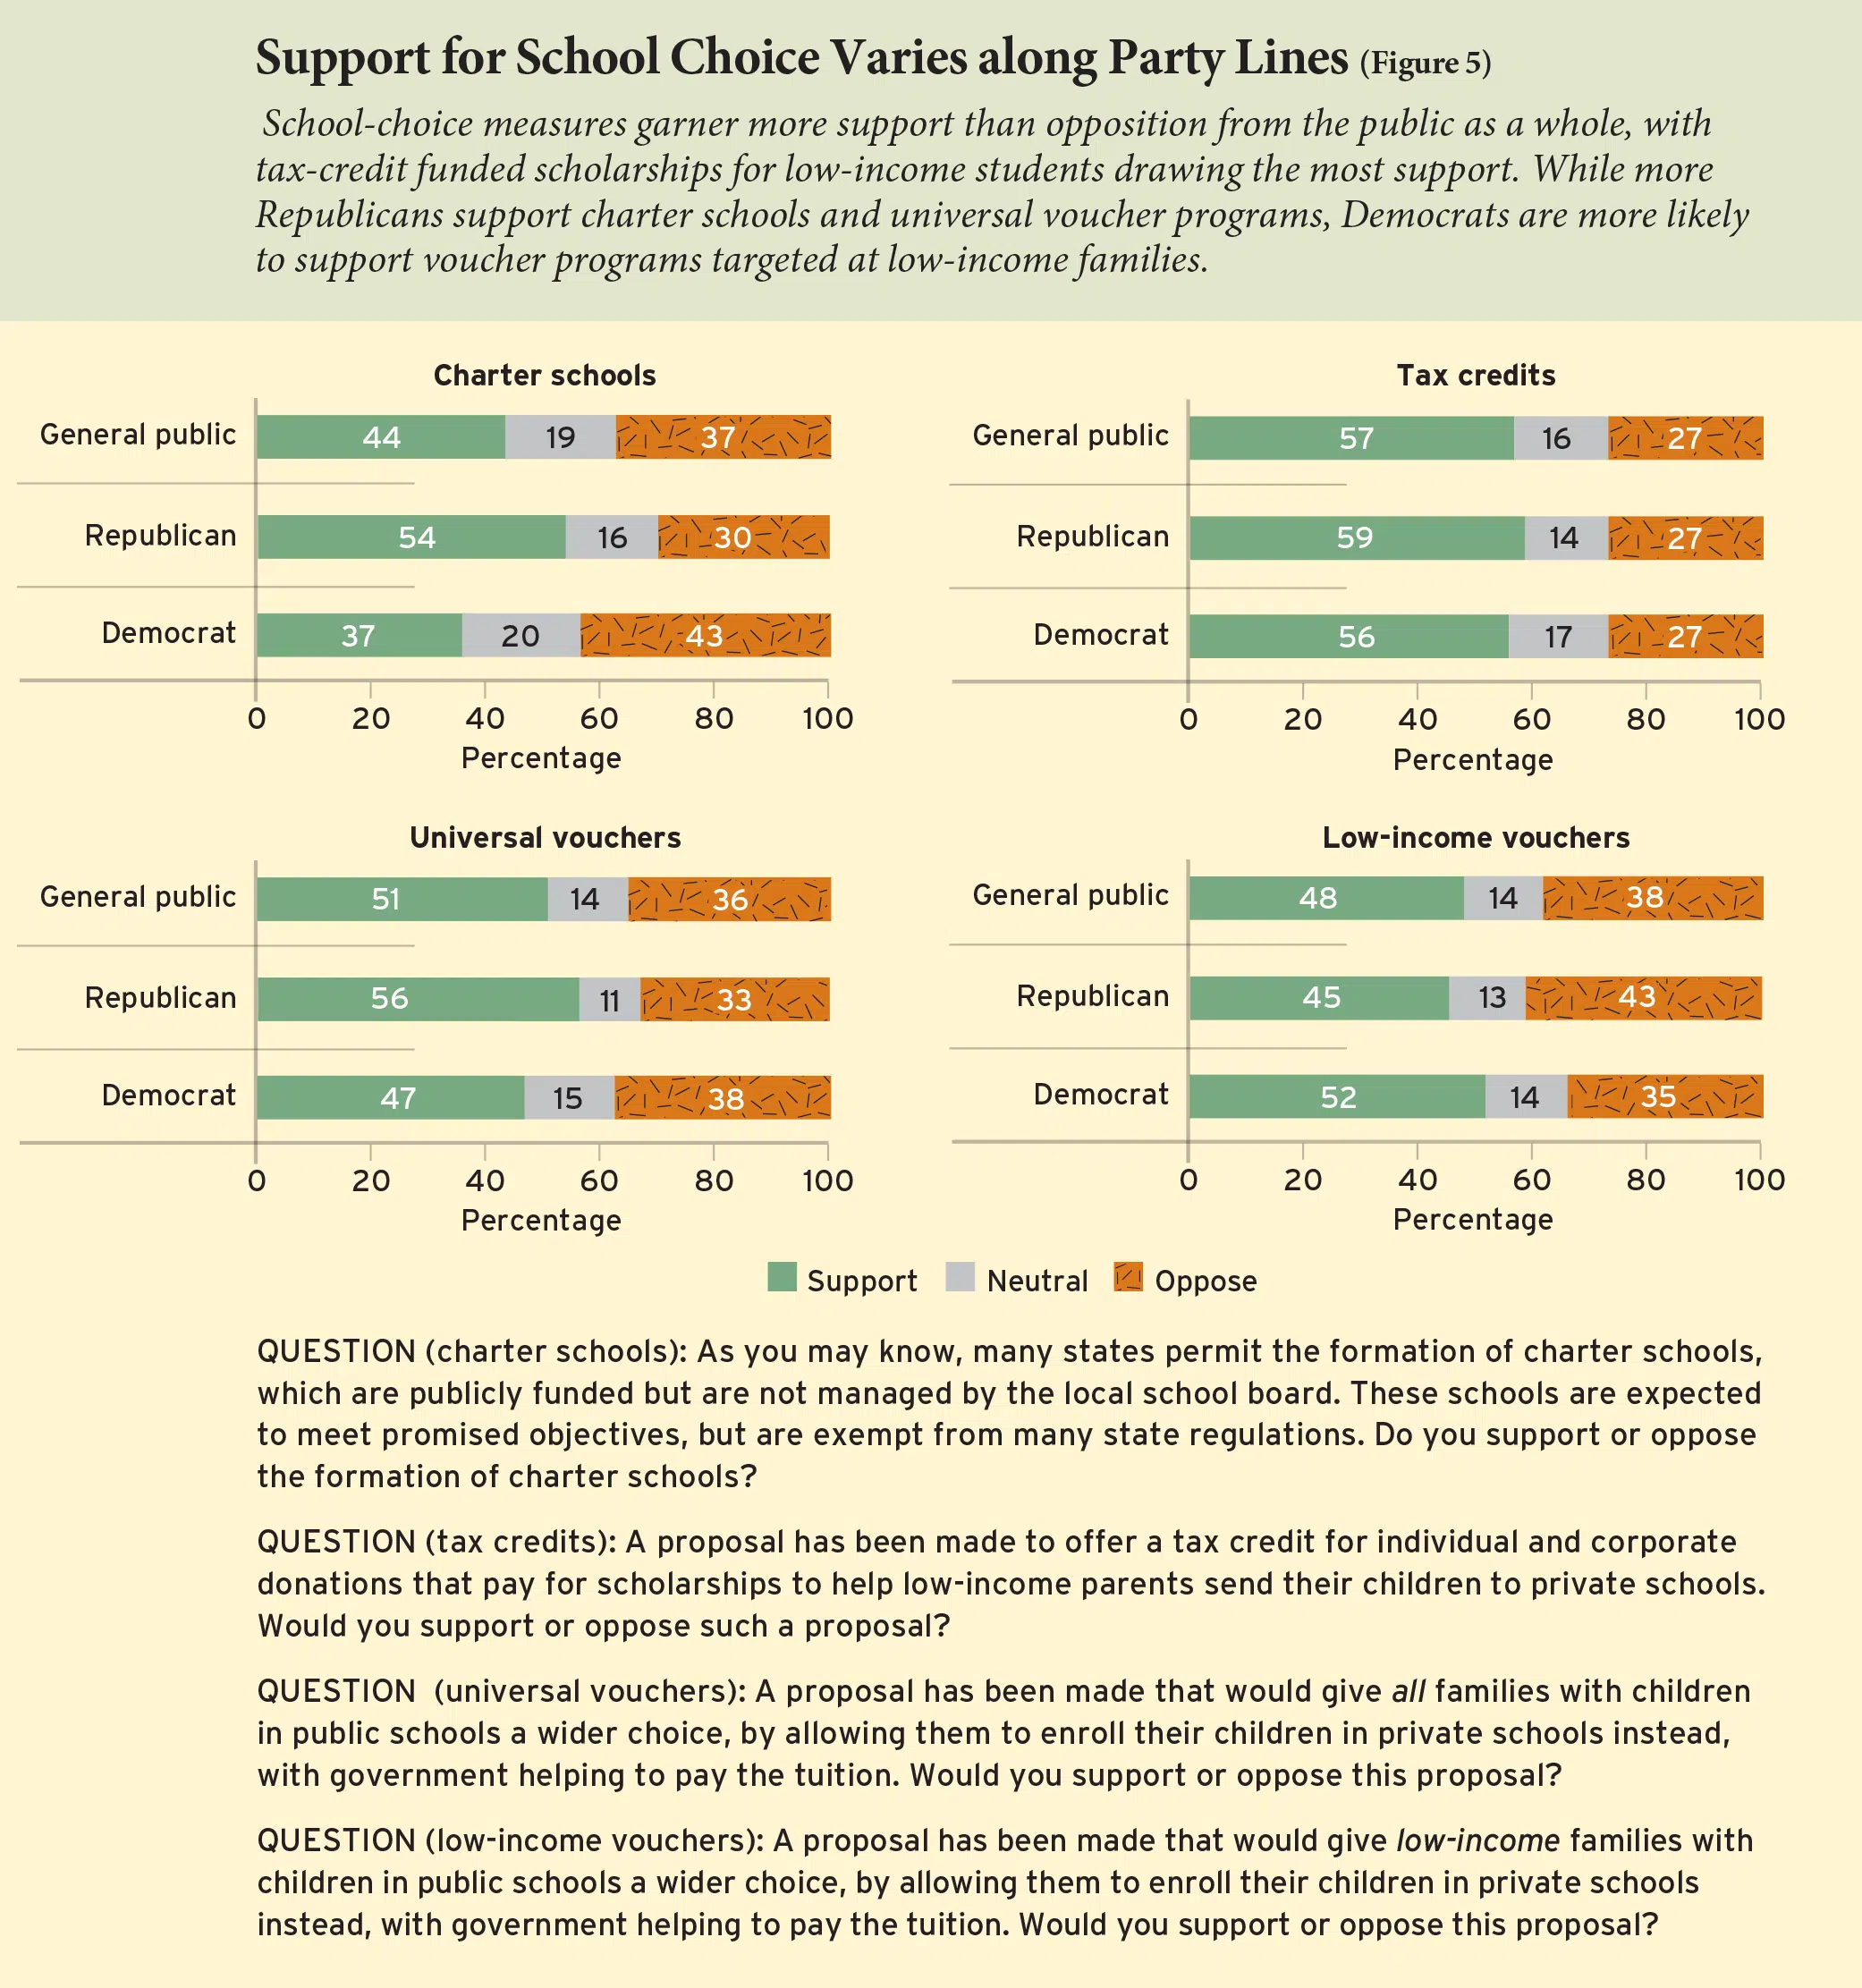 Support for School Choice Varies along Party Lines (Figure 5)
School-choice measures garner more support than opposition from the public as a whole, with
tax-credit funded scholarships for low-income students drawing the most support. While more
Republicans support charter schools and universal voucher programs, Democrats are more likely
to support voucher programs targeted at low-income families.
Charter schools
General public 44 19 37
Republican 54 16 30
Democrat 37 20 43
0 20 40 60 80 100
Percentage
Tax credits
General public 57 16 27
Republican 59 14 27
Democrat 56 17 27
0 20 40 60 80 100
Percentage
Universal vouchers
General public 51 14 36
Republican 56 11 33
Democrat 47 15 38
0 20 40 60 80 100
Percentage
Low-income vouchers
General public 48 14 38
Republican 45 13 43
Democrat 52 14 35
0 20 40 60 80 100
Percentage
Support Neutral Oppose
QUESTION (charter schools): As you may know, many states permit the formation of charter schools,
which are publicly funded but are not managed by the local school board. These schools are expected
to meet promised objectives, but are exempt from many state regulations. Do you support or oppose
the formation of charter schools?
QUESTION (tax credits): A proposal has been made to offer a tax credit for individual and corporate
donations that pay for scholarships to help low-income parents send their children to private schools.
Would you support or oppose such a proposal?
QUESTION (universal vouchers): A proposal has been made that would give all families with children
in public schools a wider choice, by allowing them to enroll their children in private schools instead,
with government helping to pay the tuition. Would you support or oppose this proposal?
QUESTION (low-income vouchers): A proposal has been made that would give low-income families with
children in public schools a wider choice, by allowing them to enroll their children in private schools
instead, with government helping to pay the tuition. Would you support or oppose this proposal?